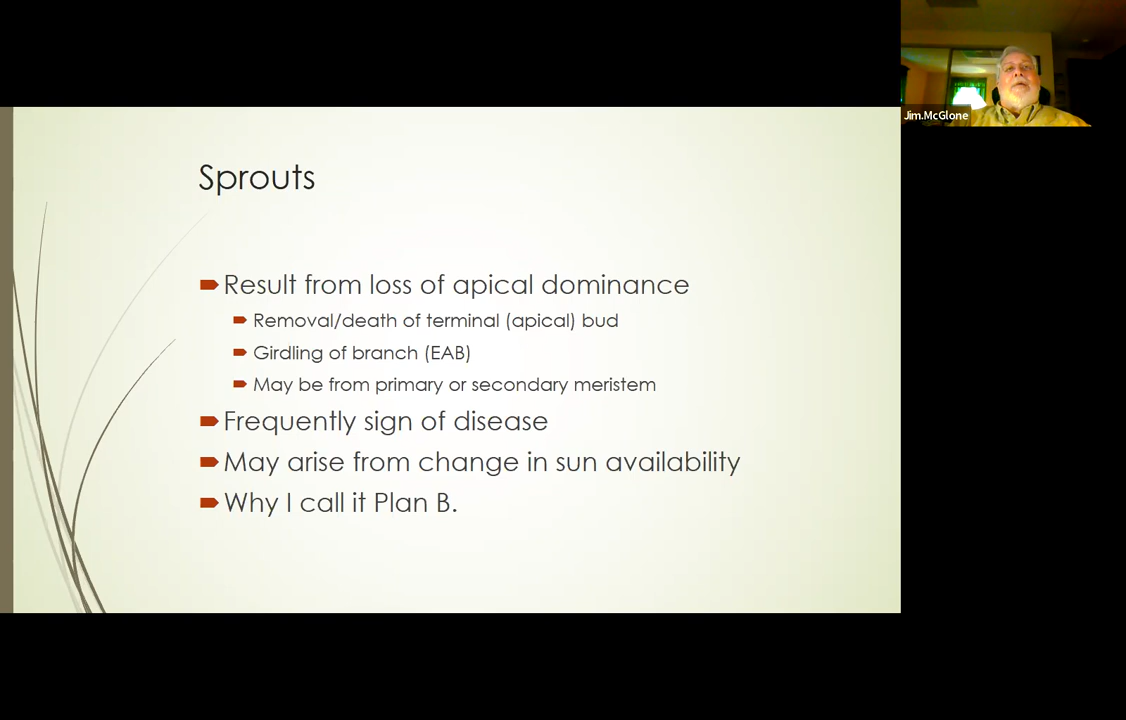 Jim.McGlone
Sprouts
Result from loss of apical dominance
Removal/death of terminal (apical) bud
Girdling of branch (EAB)
May be from primary or secondary meristem
Frequently sign of disease
May arise from change in sun availability
Why I call it Plan B.